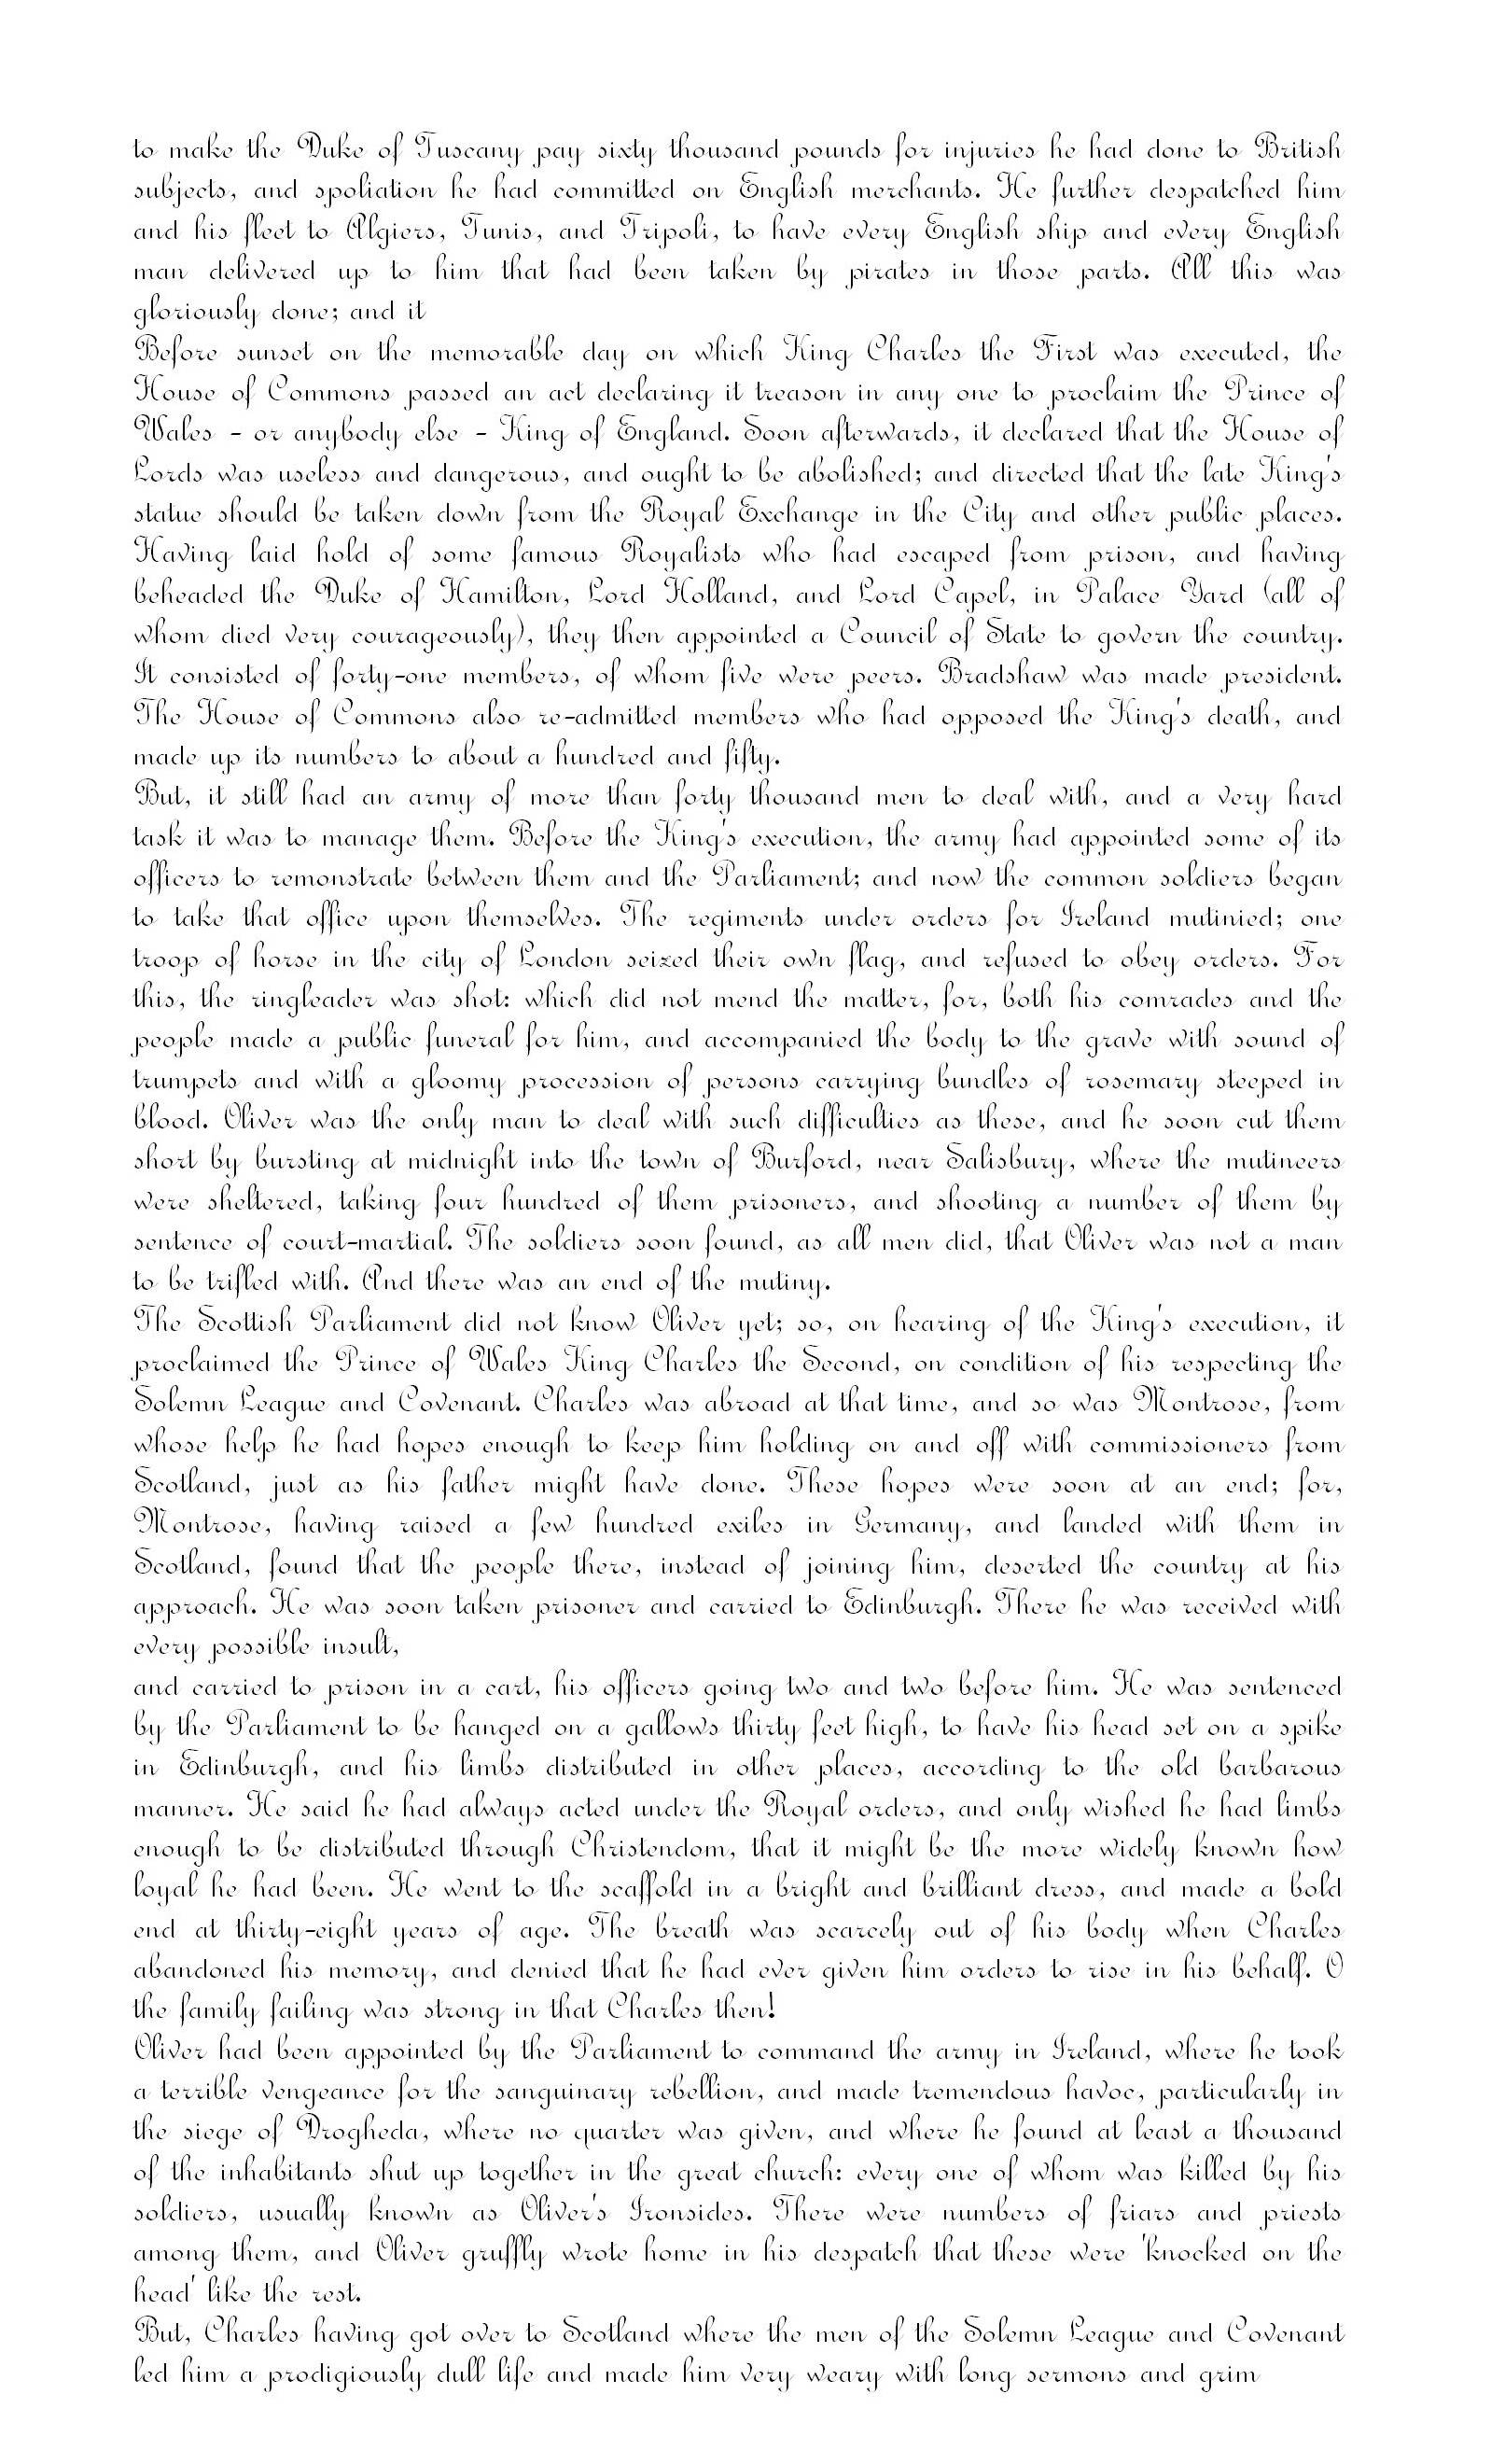 to make the Duke of Tuscany pay sixty thousand pounds for injuries he had done to British
subjects, and spoliation he had committed on English merchants. He further despatched him
and his fleet to Algiers, Tunis, and Tripoli, to have every English ship and every English
man delivered up to him that had been taken by pirates in those parts. All this was
gloriously done; and it
Before sunset on the memorable day on which King Charles the First was executed, the
House of Commons passed an act declaring it treason in any one to proclaim the Prince of
Wales - or anybody else - King of England. Soon afterwards, it declared that the House of
Lords was useless and dangerous, and ought to be abolished; and directed that the late King's
statue should be taken down from the Royal Exchange in the City and other public places.
Having laid hold of some famous Royalists who had escaped from prison, and having
beheaded the Duke of Hamilton, Lord Holland, and Lord Capel, in Palace Yard (all of
whom died very courageously), they then appointed a Council of State to govern the country.
It consisted of forty-one members, of whom five were peers. Bradshaw was made president.
The House of Commons also re-admitted members who had opposed the King's death, and
made up its numbers to about a hundred and fifty.
But, it still had an army of more than forty thousand men to deal with, and a very hard
task it was to manage them. Before the King's execution, the army had appointed some of its
officers to remonstrate between them and the Parliament; and now the common soldiers began
to take that office upon themselves. The regiments under orders for Ireland mutinied; one
troop of horse in the city of London seized their own flag, and refused to obey orders. For
this, the ringleader was shot: which did not mend the matter, for, both his comrades and the
people made a public funeral for him, and accompanied the body to the grave with sound of
trumpets and with a gloomy procession of persons carrying bundles of rosemary steeped in
blood. Oliver was the only man to deal with such difficulties as these, and he soon cut them
short by bursting at midnight into the town of Burford, near Salisbury, where the mutineers
were sheltered, taking four hundred of them prisoners, and shooting a number of them by
sentence of court-martial. The soldiers soon found, as all men did, that Oliver was not a man
to be trifled with. And there was an end of the mutiny.
The Scottish Parliament did not know Oliver yet; so, on hearing of the King's execution, it
proclaimed the Prince of Wales King Charles the Second, on condition of his respecting the
Solemn League and Covenant. Charles was abroad at that time, and so was Montrose, from
whose help he had hopes enough to keep him holding on and off with commissioners from
Scotland, just as his father might have done. These hopes were soon at an end; for,
Montrose, having raised a few hundred exiles in Germany, and landed with them in
Scotland, found that the people there, instead of joining him, deserted the country at his
approach. He was soon taken prisoner and carried to Edinburgh. There he was received with
every possible insult,
and carried to prison in a cart, his officers going two and two before him. He was sentenced
by the Parliament to be hanged on a gallows thirty feet high, to have his head set on a spike
in Edinburgh, and his limbs distributed in other places, according to the old barbarous
manner. He said he had always acted under the Royal orders, and only wished he had limbs
enough to be distributed through Christendom, that it might be the more widely known how
loyal he had been. He went to the scaffold in a bright and brilliant dress, and made a bold
end at thirty-eight years of age. The breath was scarcely out of his body when Charles
abandoned his memory, and denied that he had ever given him orders to rise in his behalf. O
the family failing was strong in that Charles then!
Oliver had been appointed by the Parliament to command the army in Ireland, where he took
a terrible vengeance for the sanguinary rebellion, and made tremendous havoc, particularly in
the siege of Drogheda, where no quarter was given, and where he found at least a thousand
of the inhabitants shut up together in the great church: every one of whom was killed by his
soldiers, usually known as Oliver's Ironsides. There were numbers of friars and priests
among them, and Oliver gruffly wrote home in his despatch that these were 'knocked on the
head' like the rest.
But, Charles having got over to Scotland where the men of the Solemn League and Covenant
led him a prodigiously dull life and made him very weary with long sermons and grim